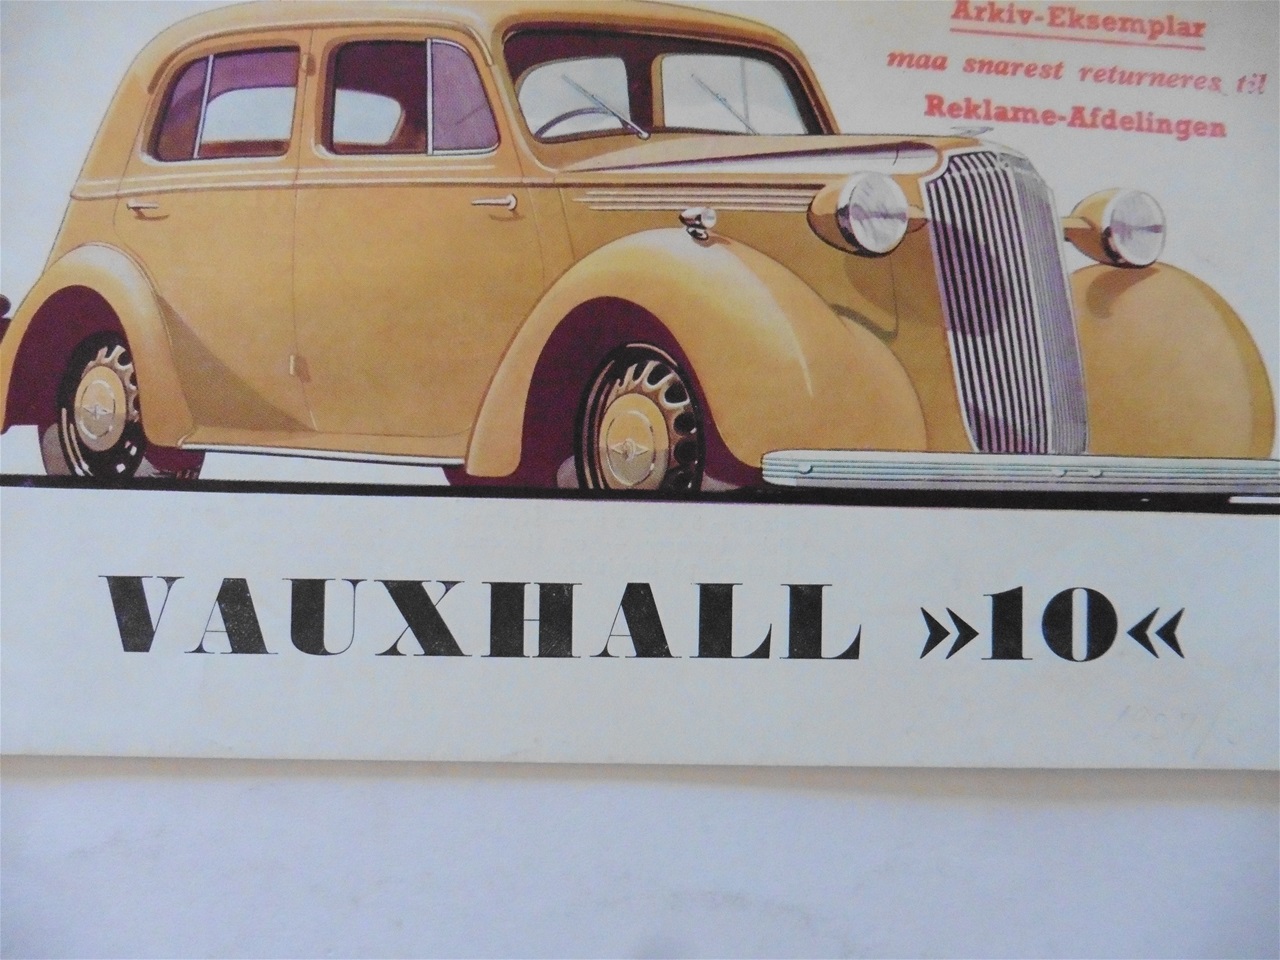 Arkiv-Eksemplar
maa snarest returneres til
Reklame-Afdelingen
VAUXHALL »10«